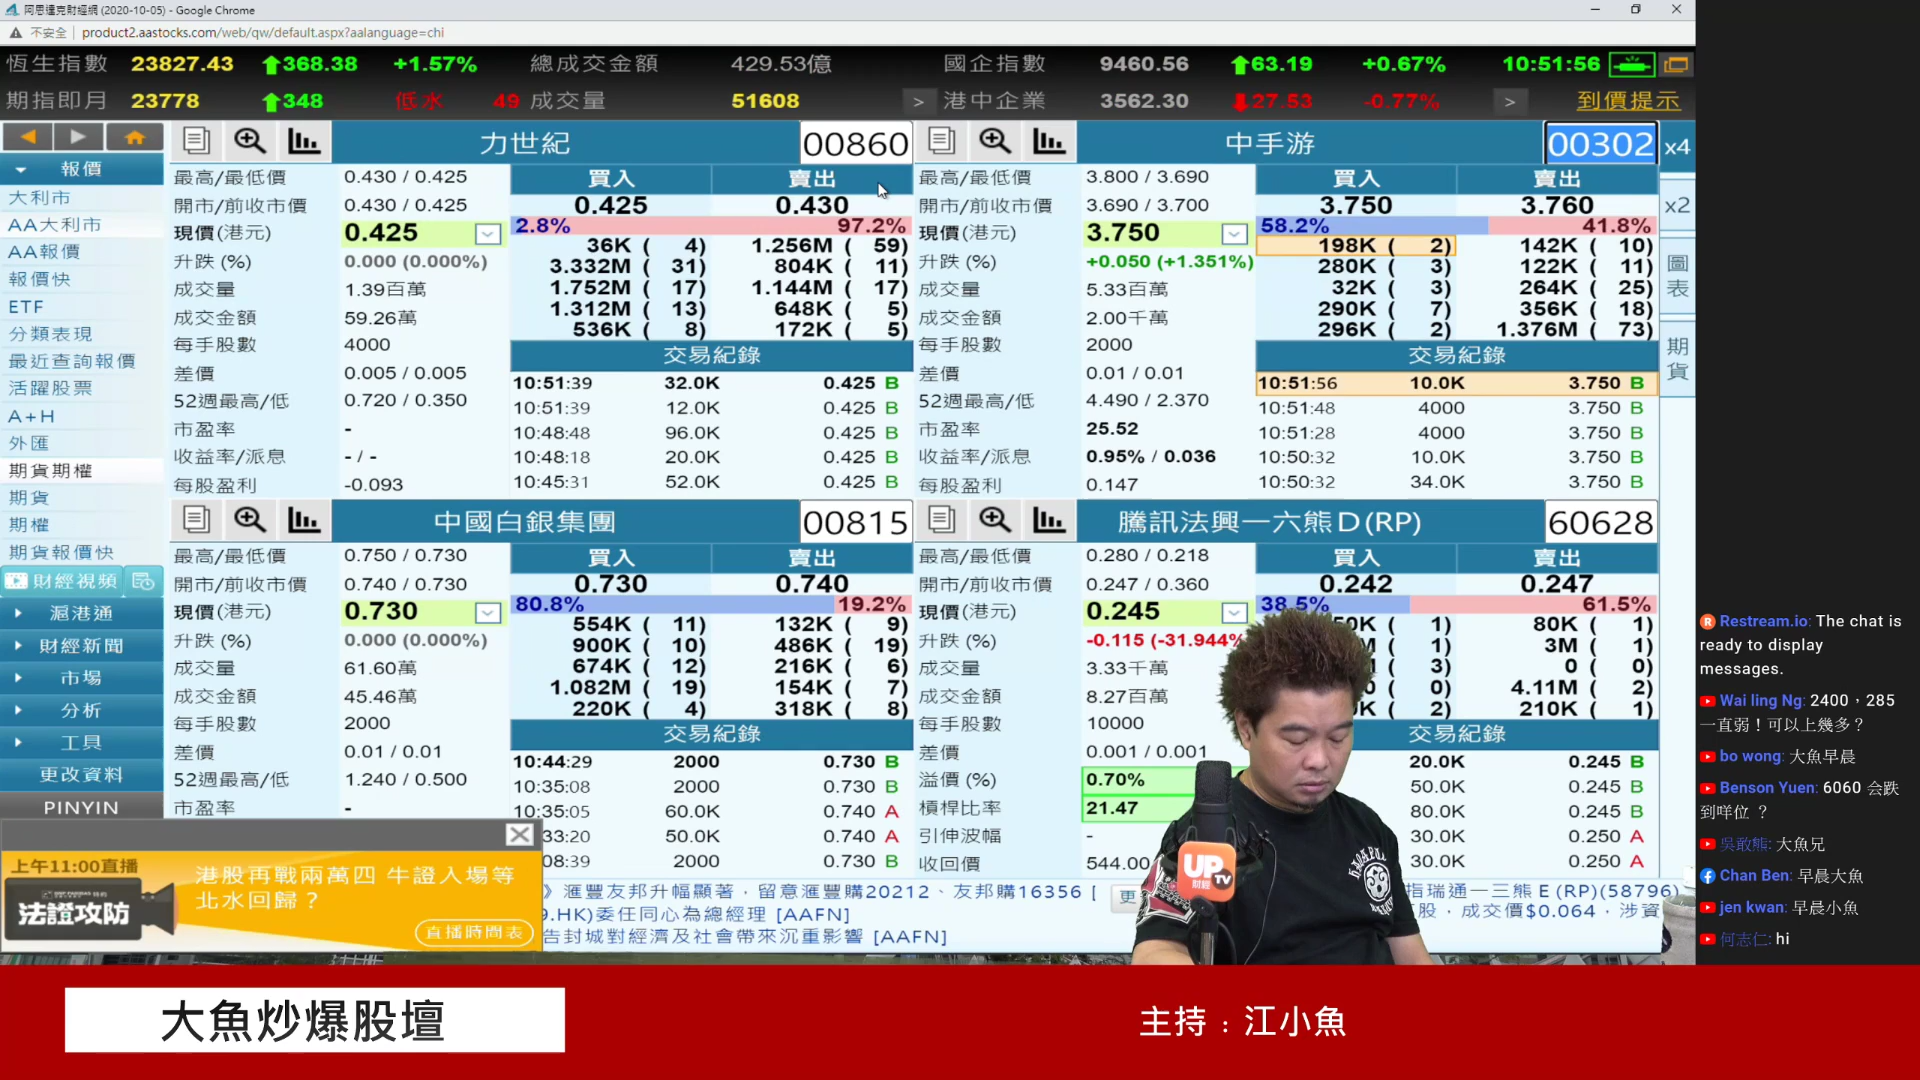 阿思達克財經網 (2020-10-05) - Google Chrome
不安全 | product2.aastocks.com/web/qw/default.aspx?aalanguage=chi
恆生指數 23827.43 368.38 +1.57% 總成交金額 429.53億 國企指數 9460.56 63.19 +0.67% 10:51:56
期指即月 23778 348 低水 49 成交量 51608 > 港中企業 3562.30 27.53 -0.77% > 到價提示
報價
大利市
AA大利市
AA報價
報價快
ETF
分類表現
最近查詢報價
活躍股票
A+H
外匯
期貨期權
期貨
期權
期貨報價快
財經視頻
滬港通
財經新聞
市場
分析
工具
更改資料
PINYIN
力世紀 00860
最高/最低價 0.430 / 0.425
開市/前收市價 0.430 / 0.425
現價(港元) 0.425
升跌 (%) 0.000 (0.000%)
成交量 1.39百萬
成交金額 59.26萬
每手股數 4000
差價 0.005 / 0.005
52週最高/低 0.720 / 0.350
市盈率 -
收益率/派息 - / -
每股盈利 -0.093
買入 賣出
0.425 0.430
2.8% 97.2%
36K ( 4) 1.256M ( 59)
3.332M ( 31) 804K ( 11)
1.752M ( 17) 1.144M ( 17)
1.312M ( 13) 648K ( 5)
536K ( 8) 172K ( 5)
交易紀錄
10:51:39 32.0K 0.425 B
10:51:39 12.0K 0.425 B
10:48:48 96.0K 0.425 B
10:48:18 20.0K 0.425 B
10:45:31 52.0K 0.425 B
中手游 00302
最高/最低價 3.800 / 3.690
開市/前收市價 3.690 / 3.700
現價(港元) 3.750
升跌 (%) +0.050 (+1.351%)
成交量 5.33百萬
成交金額 2.00千萬
每手股數 2000
差價 0.01 / 0.01
52週最高/低 4.490 / 2.370
市盈率 25.52
收益率/派息 0.95% / 0.036
每股盈利 0.147
買入 賣出
3.750 3.760
58.2% 41.8%
198K ( 2) 142K ( 10)
280K ( 3) 122K ( 11)
32K ( 3) 264K ( 25)
290K ( 7) 356K ( 18)
296K ( 2) 1.376M ( 73)
交易紀錄
10:51:56 10.0K 3.750 B
10:51:48 4000 3.750 B
10:51:28 4000 3.750 B
10:50:32 10.0K 3.750 B
10:50:32 34.0K 3.750 B
x4
x2
圖表
期貨
中國白銀集團 00815
最高/最低價 0.750 / 0.730
開市/前收市價 0.740 / 0.730
現價(港元) 0.730
升跌 (%) 0.000 (0.000%)
成交量 61.60萬
成交金額 45.46萬
每手股數 2000
差價 0.01 / 0.01
52週最高/低 1.240 / 0.500
市盈率 -
買入 賣出
0.730 0.740
80.8% 19.2%
554K ( 11) 132K ( 9)
900K ( 10) 486K ( 19)
674K ( 12) 216K ( 6)
1.082M ( 19) 154K ( 7)
220K ( 4) 318K ( 8)
交易紀錄
10:44:29 2000 0.730 B
10:35:08 2000 0.730 B
10:35:05 60.0K 0.740 A
33:20 50.0K 0.740 A
08:39 2000 0.730 B
騰訊法興一六熊D(RP) 60628
最高/最低價 0.280 / 0.218
開市/前收市價 0.247 / 0.360
現價(港元) 0.245
升跌 (%) -0.115 (-31.944%
成交量 3.33千萬
成交金額 8.27百萬
每手股數 10000
差價 0.001 / 0.001
溢價 (%) 0.70%
槓桿比率 21.47
引伸波幅 -
收回價 544.00
買入 賣出
0.242 0.247
38.5% 61.5%
0K ( 1) 80K ( 1)
1) 3M ( 1)
3) 0 ( 0)
0) 4.11M ( 2)
2) 210K ( 1)
交易紀錄
20.0K 0.245 B
50.0K 0.245 B
80.0K 0.245 B
30.0K 0.250 A
30.0K 0.250 A
上午11:00直播
法證攻防
港股再戰兩萬四 牛證入場等
北水回歸？
直播時間表
》滙豐友邦升幅顯著，留意滙豐購20212、友邦購16356 [
9.HK)委任同心為總經理 [AAFN]
告封城對經濟及社會帶來沉重影響 [AAFN]
更
指瑞通一三熊E(RP)(58796)
股，成交價$0.064，涉資
UP TV
財經
Restream.io: The chat is
ready to display
messages.
Wai ling Ng: 2400，285
一直弱！可以上幾多？
bo wong: 大魚早晨
Benson Yuen: 6060 会跌
到咩位 ？
吳敢熊: 大魚兄
Chan Ben: 早晨大魚
jen kwan: 早晨小魚
何志仁: hi
大魚炒爆股壇
主持：江小魚